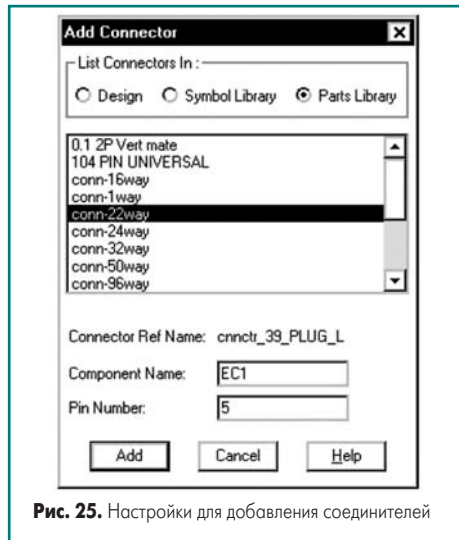 Add Connector
List Connectors In :
Design Symbol Library Parts Library
0.1 2P Vert mate
104 PIN UNIVERSAL
conn-16way
conn-1way
conn-22way
conn-24way
conn-32way
conn-50way
conn-96way
Connector Ref Name: cnnctr_39_PLUG_L
Component Name: EC1
Pin Number: 5
Add Cancel Help
Рис. 25. Настройки для добавления соединителей